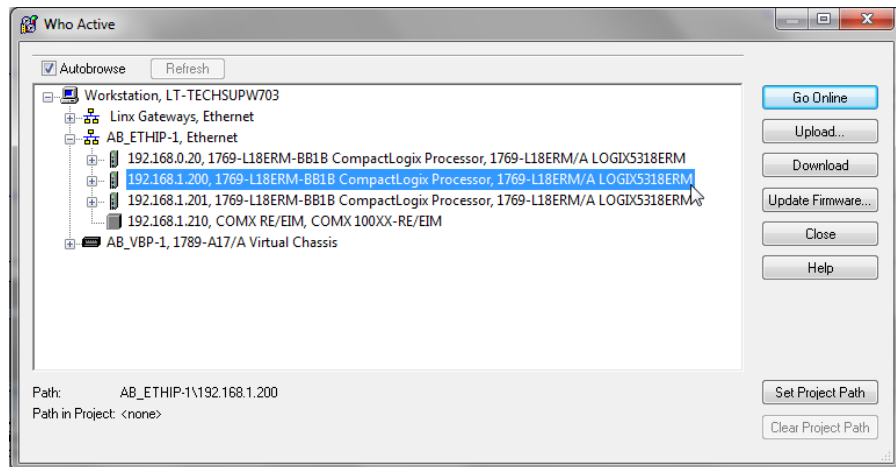 Who Active
Autobrowse
Refresh
Workstation, LT-TECHSUPW703
Linx Gateways, Ethernet
AB_ETHIP-1, Ethernet
192.168.0.20, 1769-L18ERM-BB1B CompactLogix Processor, 1769-L18ERM/A LOGIX5318ERM
192.168.1.200, 1769-L18ERM-BB1B CompactLogix Processor, 1769-L18ERM/A LOGIX5318ERM
192.168.1.201, 1769-L18ERM-BB1B CompactLogix Processor, 1769-L18ERM/A LOGIX5318ERM
192.168.1.210, COMX RE/EIM, COMX 100XX-RE/EIM
AB_VBP-1, 1789-A17/A Virtual Chassis
Go Online
Upload...
Download
Update Firmware...
Close
Help
Path: AB_ETHIP-1\192.168.1.200
Path in Project: <none>
Set Project Path
Clear Project Path